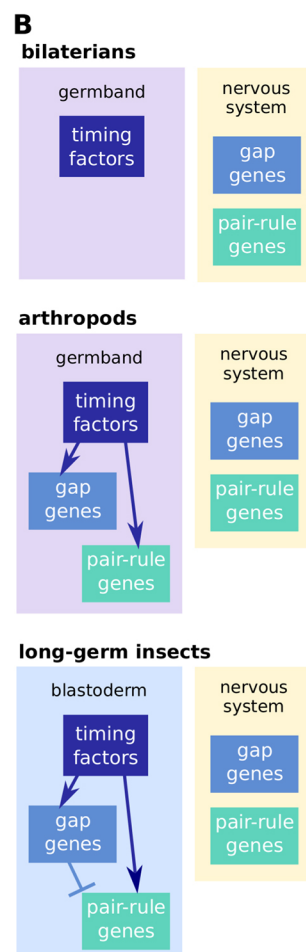 B
bilaterians
germband
timing
factors
nervous
system
gap
genes
pair-rule
genes
arthropods
germband
timing
factors
gap
genes
pair-rule
genes
nervous
system
gap
genes
pair-rule
genes
long-germ insects
blastoderm
timing
factors
gap
genes
pair-rule
genes
nervous
system
gap
genes
pair-rule
genes